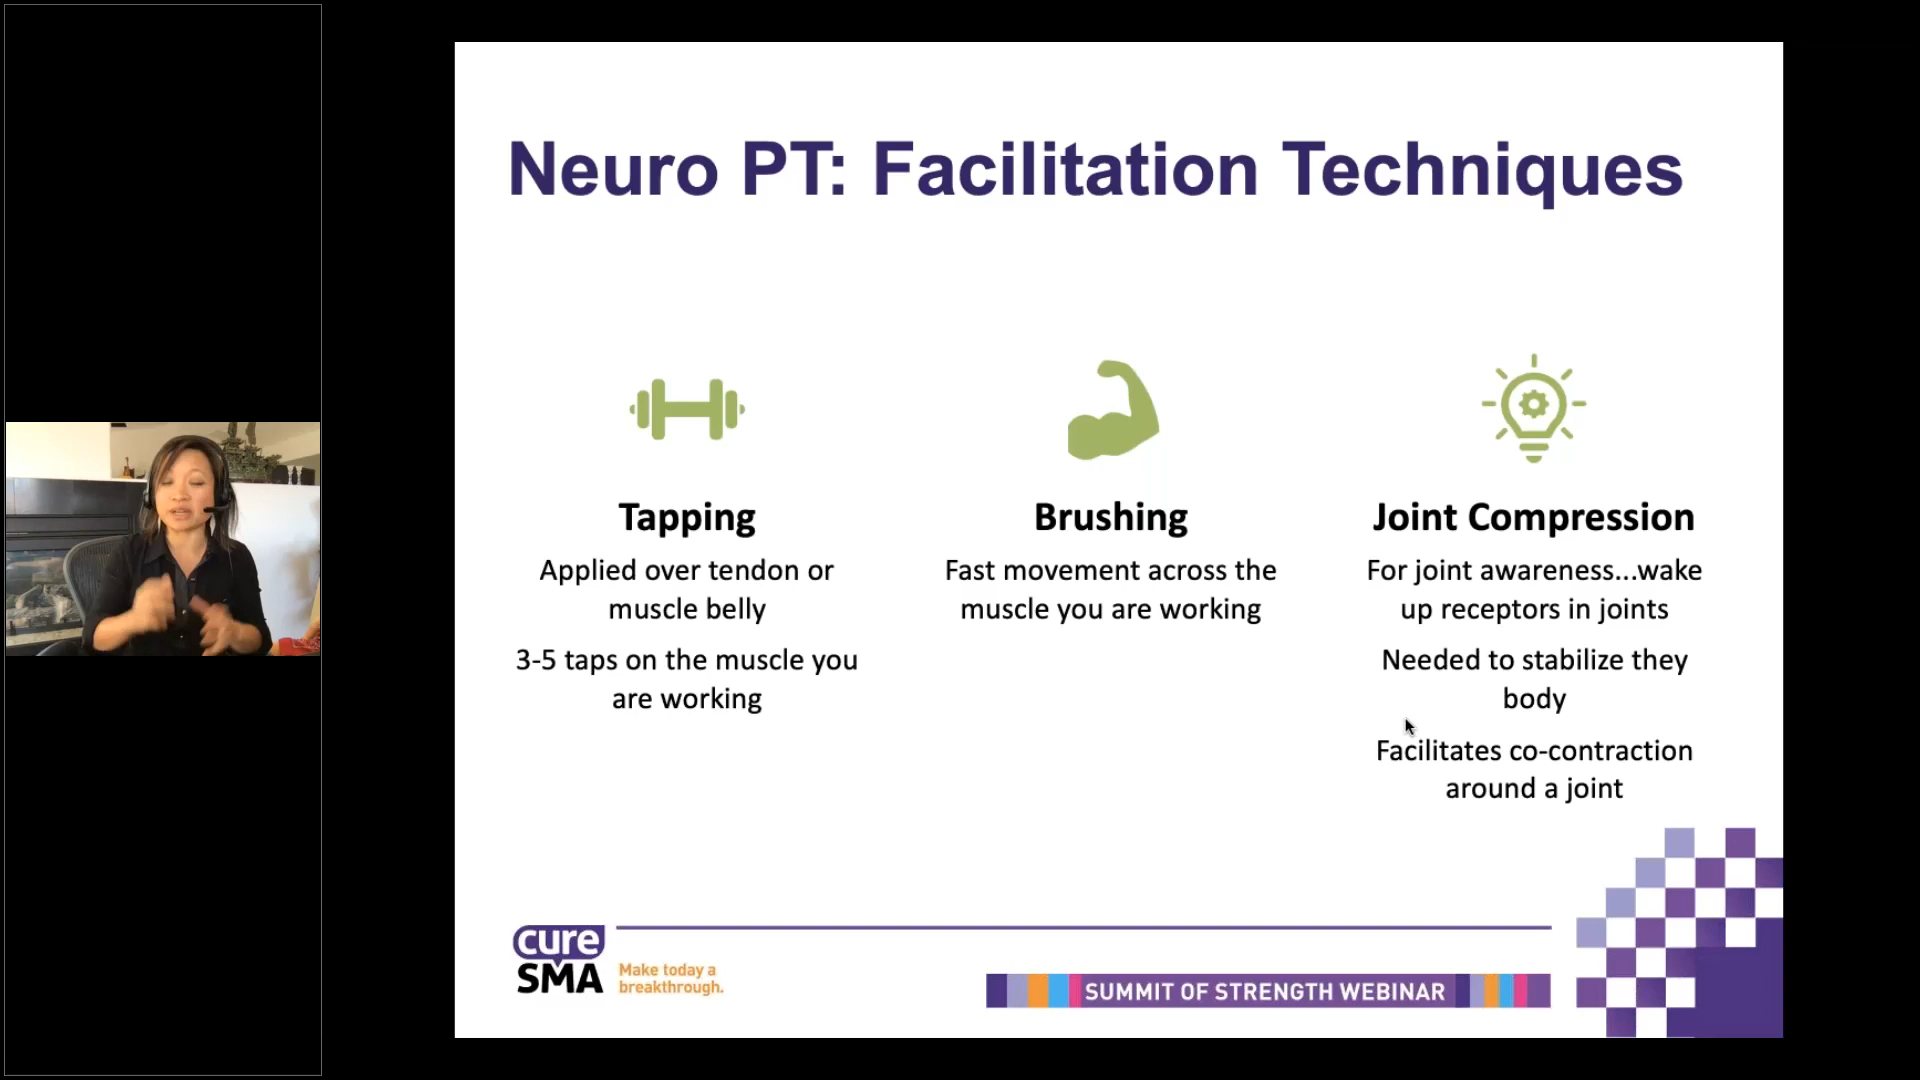 Neuro PT: Facilitation Techniques
Tapping
Applied over tendon or
muscle belly
3-5 taps on the muscle you
are working
Brushing
Fast movement across the
muscle you are working
Joint Compression
For joint awareness...wake
up receptors in joints
Needed to stabilize they
body
Facilitates co-contraction
around a joint
cure
SMA
Make today a
breakthrough.
SUMMIT OF STRENGTH WEBINAR